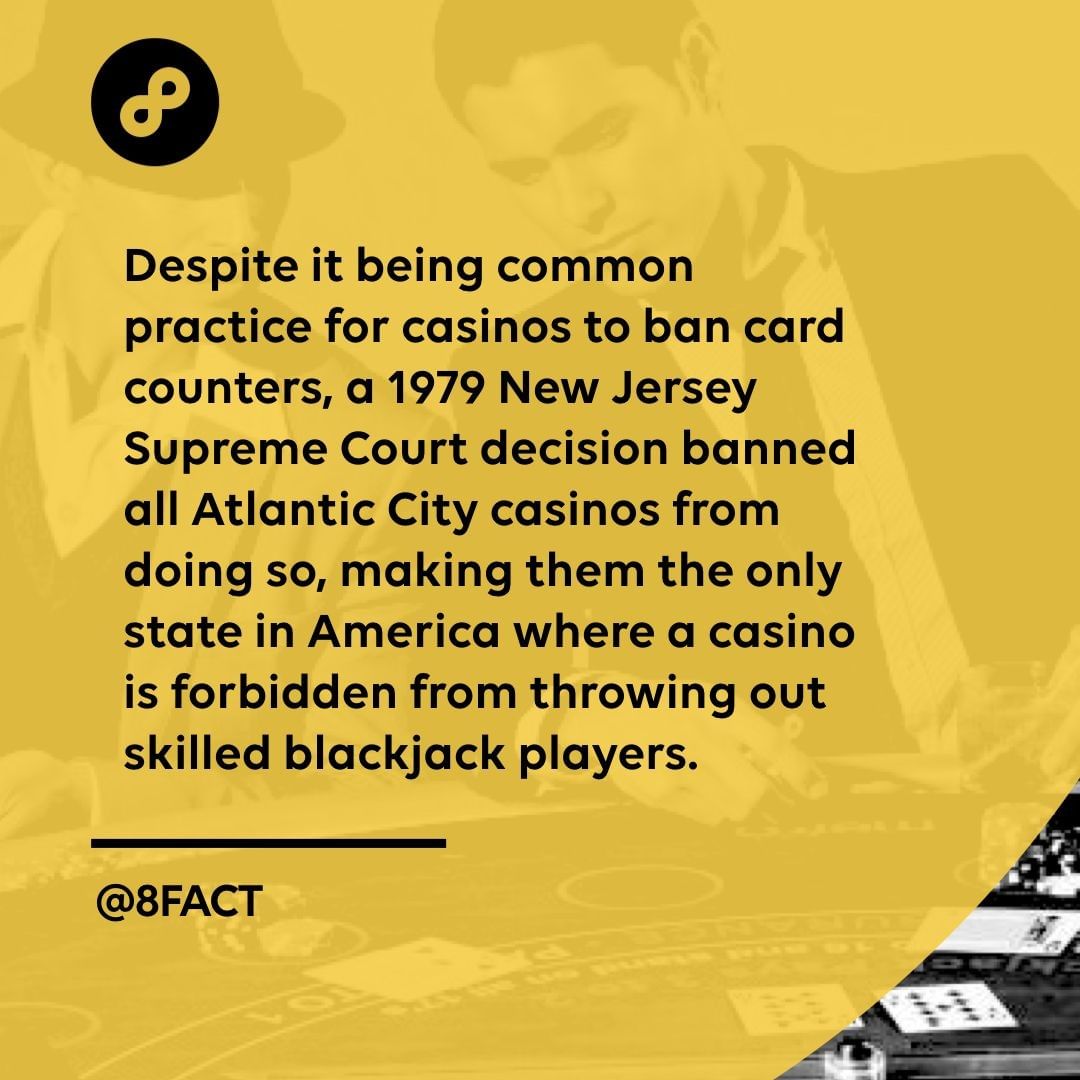 Despite it being common
practice for casinos to ban card
counters, a 1979 New Jersey
Supreme Court decision banned
all Atlantic City casinos from
doing so, making them the only
state in America where a casino
is forbidden from throwing out
skilled blackjack players.
@8FACT